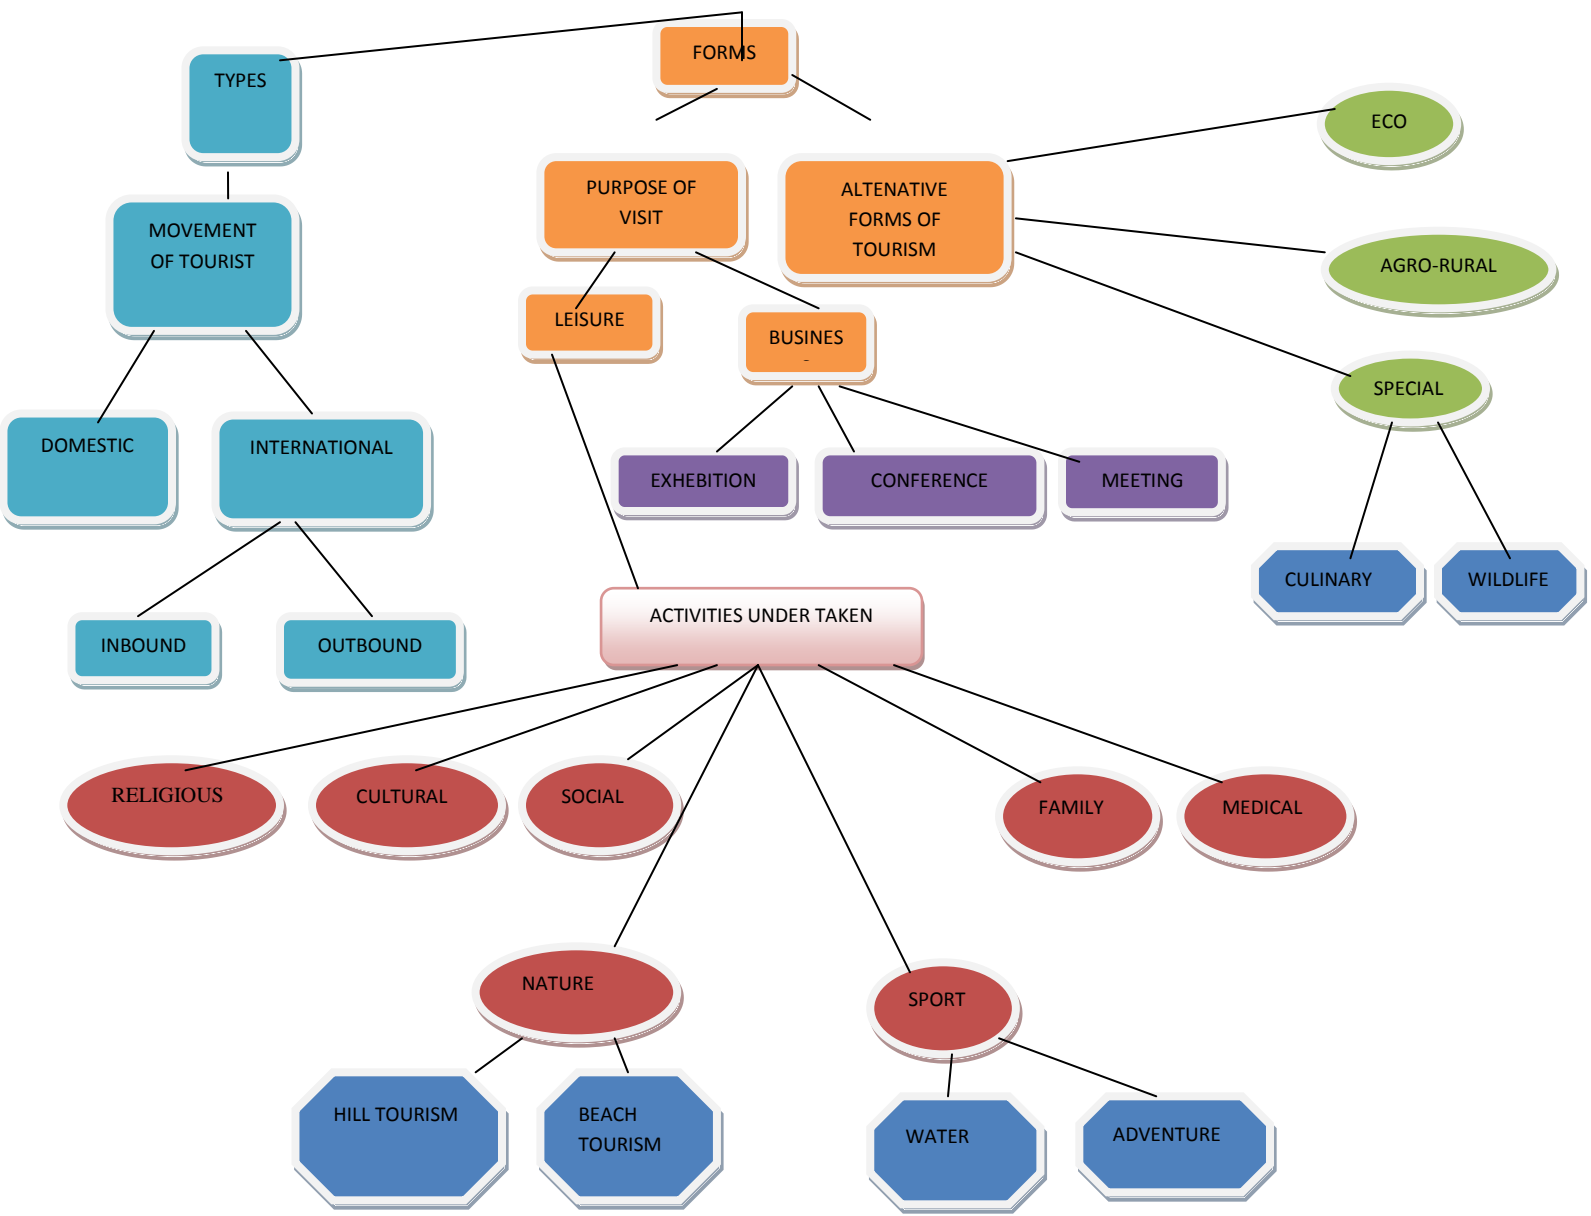 FORMS
TYPES
ECO
PURPOSE OF
VISIT
ALTENATIVE
FORMS OF
TOURISM
MOVEMENT
OF TOURIST
AGRO-RURAL
LEISURE
BUSINES
SPECIAL
DOMESTIC
INTERNATIONAL
EXHEBITION
CONFERENCE
MEETING
CULINARY
WILDLIFE
ACTIVITIES UNDER TAKEN
INBOUND
OUTBOUND
RELIGIOUS
CULTURAL
SOCIAL
FAMILY
MEDICAL
NATURE
SPORT
HILL TOURISM
BEACH
TOURISM
WATER
ADVENTURE